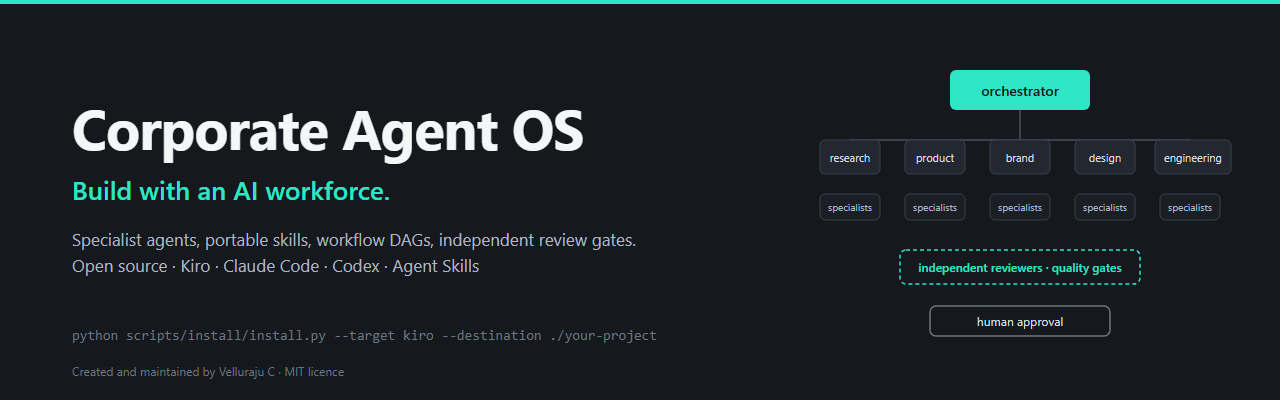 Corporate Agent OS
Build with an AI workforce.
Specialist agents, portable skills, workflow DAGs, independent review gates.
Open source · Kiro · Claude Code · Codex · Agent Skills
python scripts/install/install.py --target kiro --destination ./your-project
Created and maintained by Velluraju C · MIT licence
orchestrator
research product brand design engineering
specialists specialists specialists specialists specialists
independent reviewers · quality gates
human approval